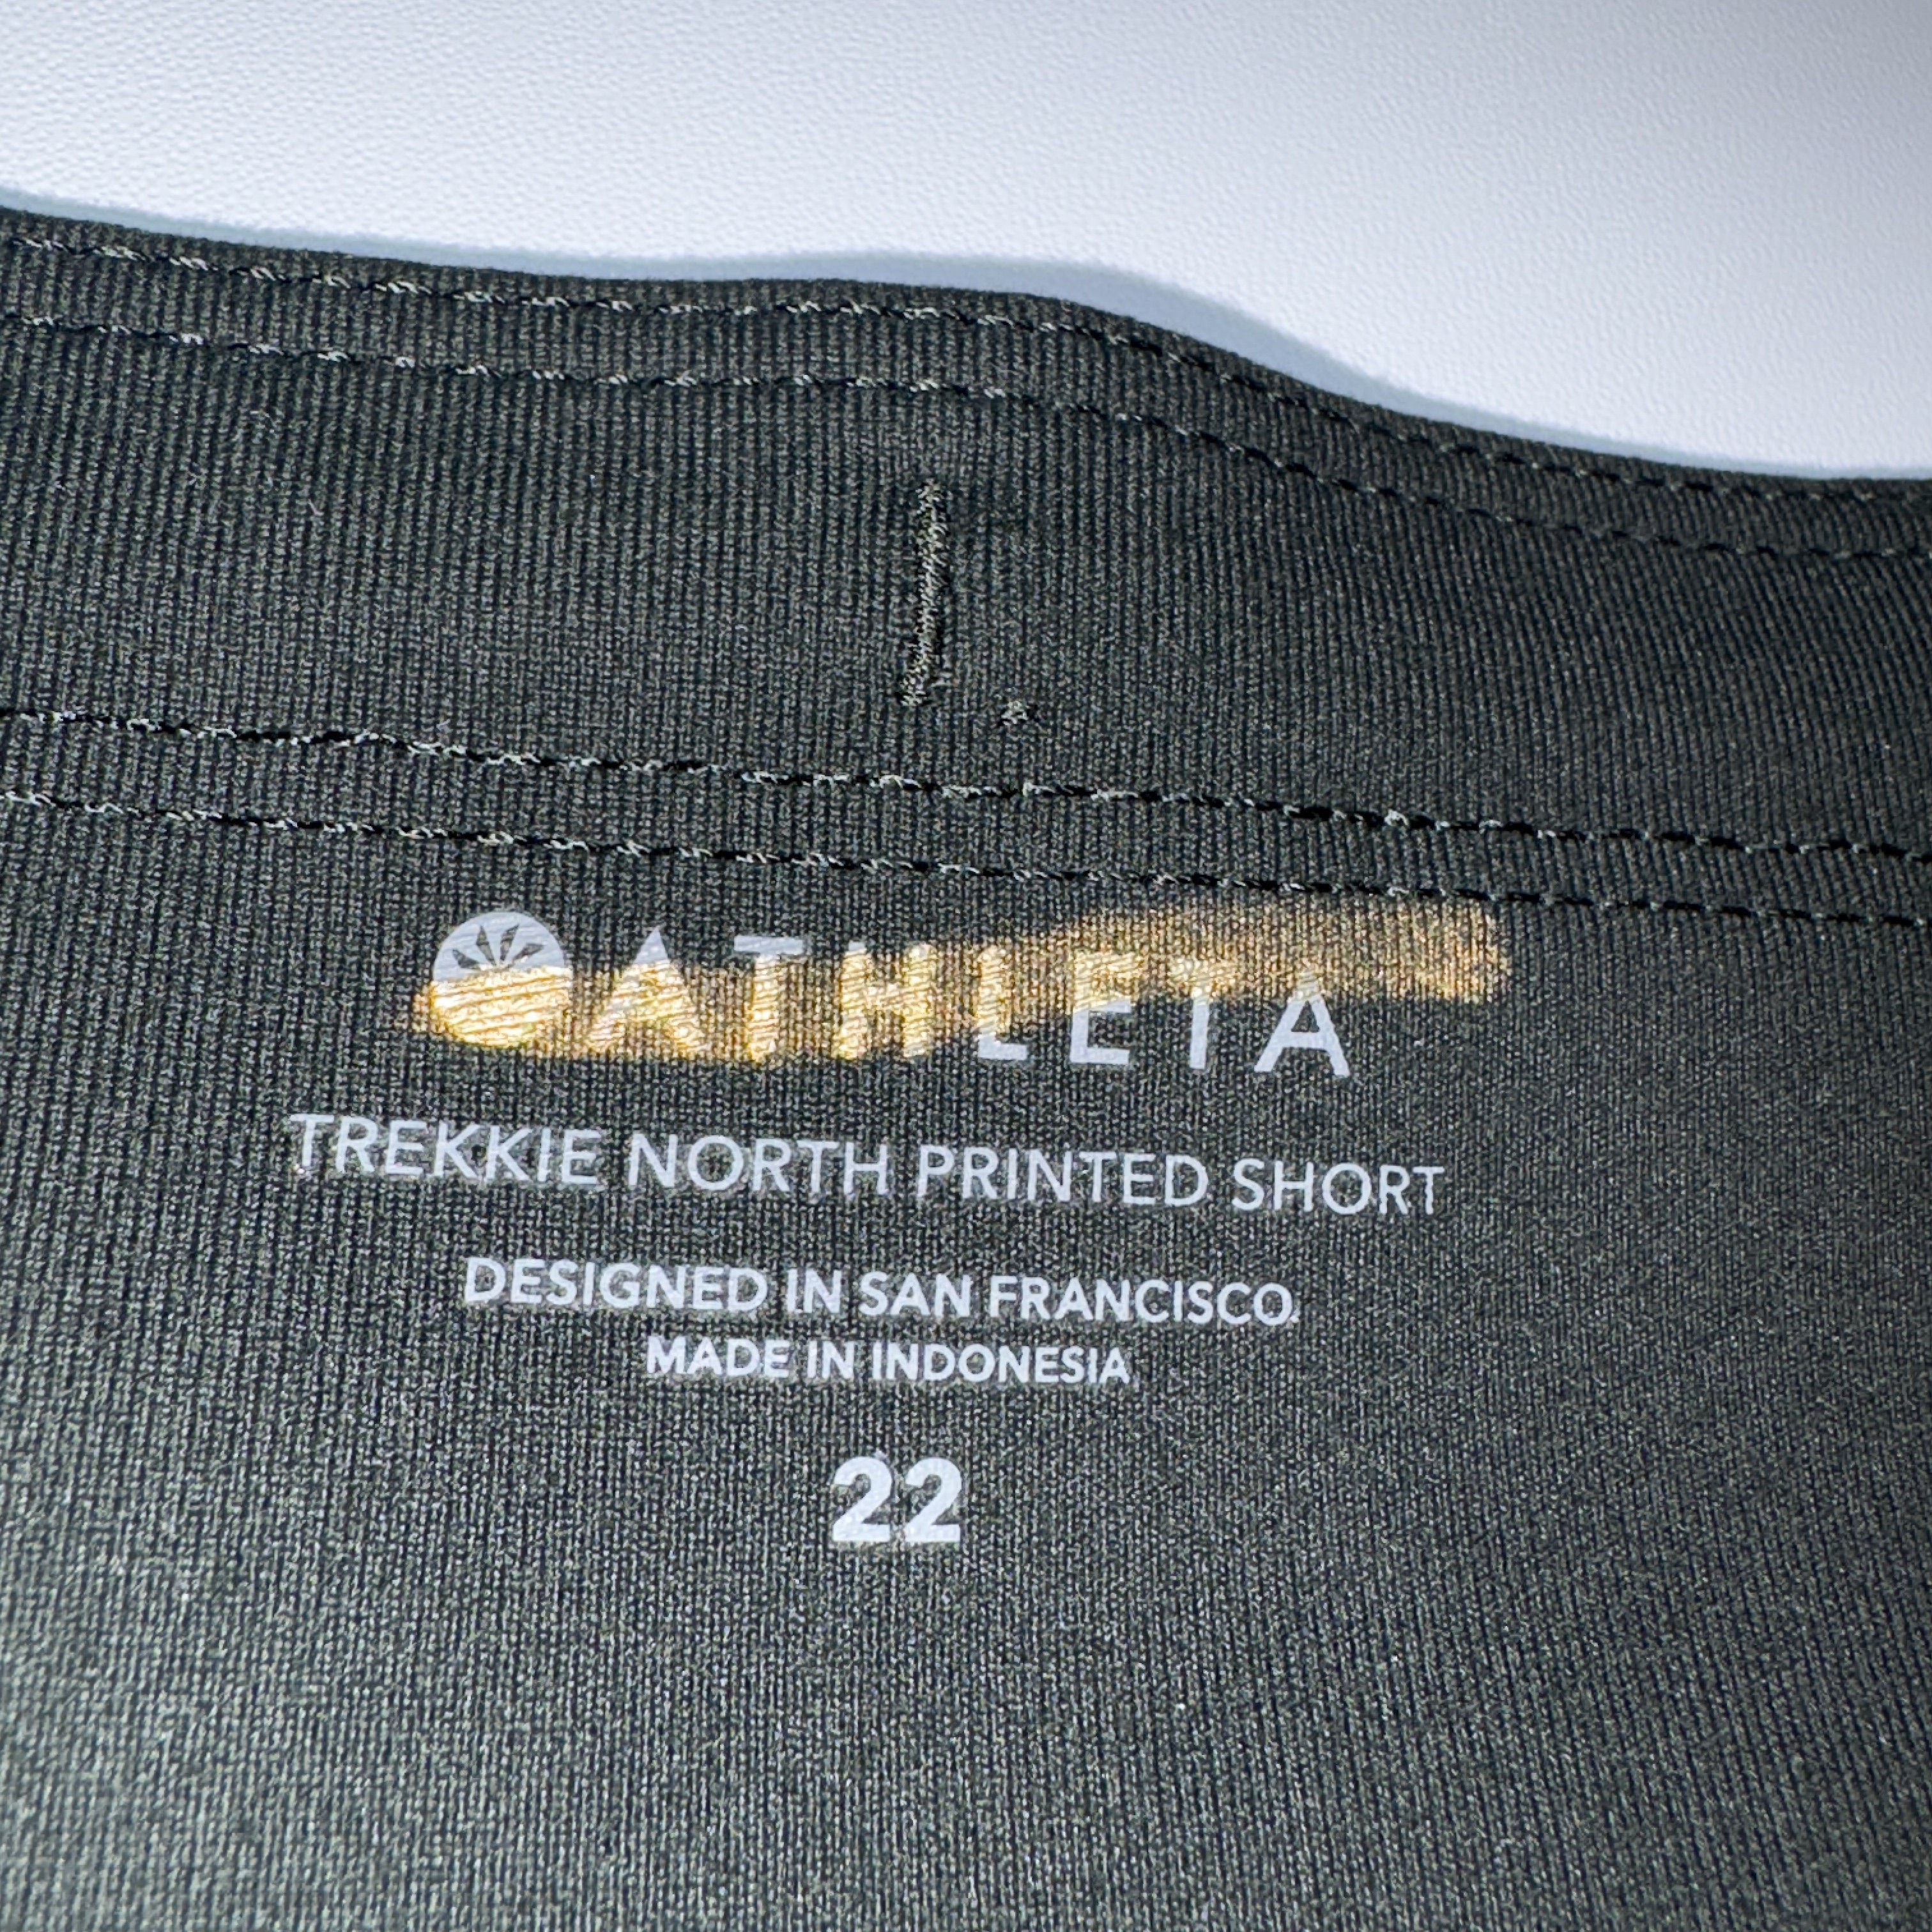 ATHLETA
TREKKIE NORTH PRINTED SHORT
DESIGNED IN SAN FRANCISCO.
MADE IN INDONESIA
22